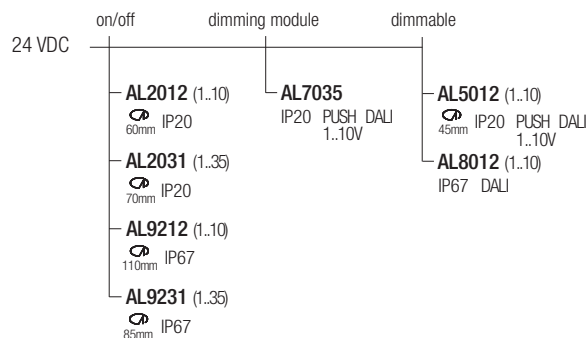 on/off dimming module dimmable
24 VDC
AL2012 (1..10)
60mm IP20
AL2031 (1..35)
70mm IP20
AL9212 (1..10)
110mm IP67
AL9231 (1..35)
85mm IP67
AL7035
IP20 PUSH DALI
1..10V
AL5012 (1..10)
45mm IP20 PUSH DALI
1..10V
AL8012 (1..10)
IP67 DALI